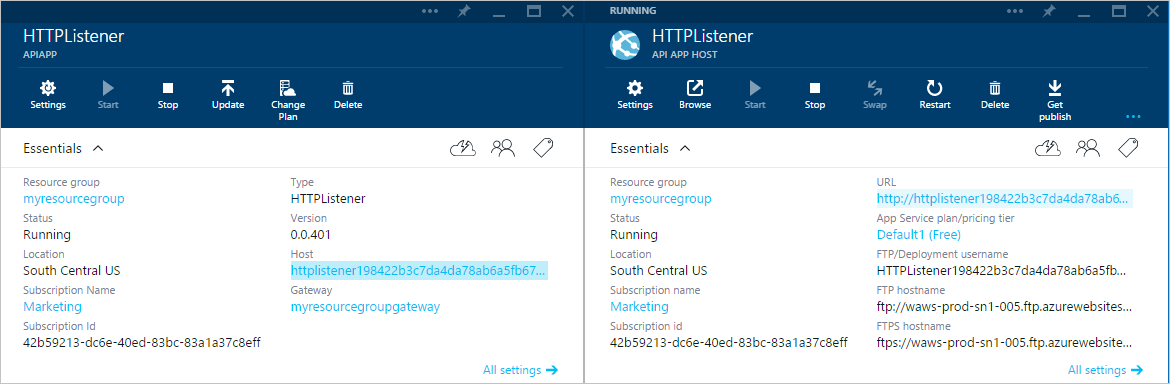 HTTPListener
APIAPP
Settings
Start
Stop
Update
Change
Plan
Delete
Essentials
Resource group
myresourcegroup
Status
Running
Location
South Central US
Subscription Name
Marketing
Subscription Id
42b59213-dc6e-40ed-83bc-83a1a37c8eff
Type
HTTPListener
Version
0.0.401
Host
httplistener198422b3c7da4da78ab6a5fb67...
Gateway
myresourcegroupgateway
All settings
RUNNING
HTTPListener
API APP HOST
Settings
Browse
Start
Stop
Swap
Restart
Delete
Get
publish
Essentials
Resource group
myresourcegroup
Status
Running
Location
South Central US
Subscription name
Marketing
Subscription id
42b59213-dc6e-40ed-83bc-83a1a37c8eff
URL
http://httplistener198422b3c7da4da78ab6...
App Service plan/pricing tier
Default1 (Free)
FTP/Deployment username
HTTPListener198422b3c7da4da78ab6a5fb...
FTP hostname
ftp://waws-prod-sn1-005.ftp.azurewebsites...
FTPS hostname
ftps://waws-prod-sn1-005.ftp.azurewebsite...
All settings